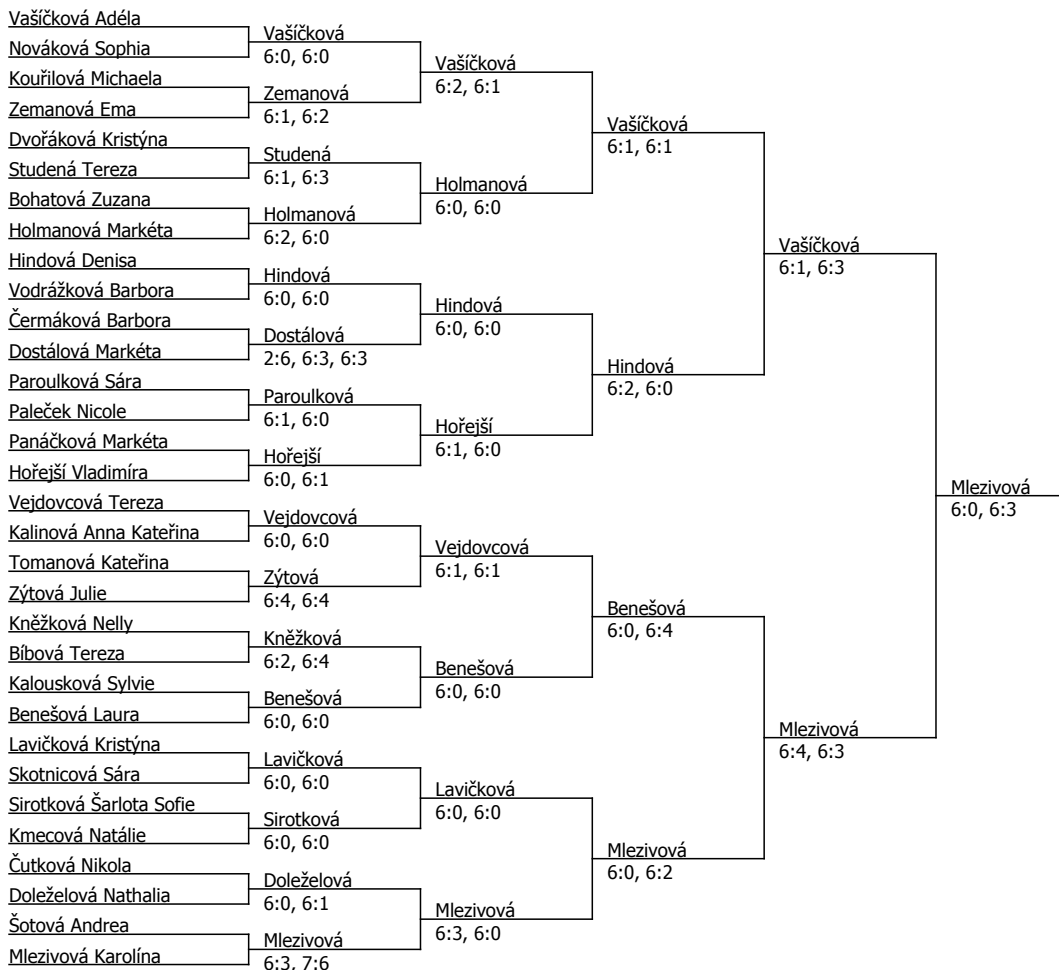 Vašíčková Adéla
Nováková Sophia
Kouřilová Michaela
Zemanová Ema
Dvořáková Kristýna
Studená Tereza
Bohatová Zuzana
Holmanová Markéta
Hindová Denisa
Vodrážková Barbora
Čermáková Barbora
Dostálová Markéta
Paroulková Sára
Paleček Nicole
Panáčková Markéta
Hořejší Vladimíra
Vejdovcová Tereza
Kalinová Anna Kateřina
Tomanová Kateřina
Zýtová Julie
Kněžková Nelly
Bíbová Tereza
Kalousková Sylvie
Benešová Laura
Lavičková Kristýna
Skotnicová Sára
Sirotková Šarlota Sofie
Kmecová Natálie
Čutková Nikola
Doleželová Nathalia
Šotová Andrea
Mlezivová Karolína
Vašíčková
6:0, 6:0
Zemanová
6:1, 6:2
Studená
6:1, 6:3
Holmanová
6:2, 6:0
Hindová
6:0, 6:0
Dostálová
2:6, 6:3, 6:3
Paroulková
6:1, 6:0
Hořejší
6:0, 6:1
Vejdovcová
6:0, 6:0
Zýtová
6:4, 6:4
Kněžková
6:2, 6:4
Benešová
6:0, 6:0
Lavičková
6:0, 6:0
Sirotková
6:0, 6:0
Doleželová
6:0, 6:1
Mlezivová
6:3, 7:6
Vašíčková
6:2, 6:1
Holmanová
6:0, 6:0
Hindová
6:0, 6:0
Hořejší
6:1, 6:0
Vejdovcová
6:1, 6:1
Benešová
6:0, 6:0
Lavičková
6:0, 6:0
Mlezivová
6:3, 6:0
Vašíčková
6:1, 6:1
Hindová
6:2, 6:0
Benešová
6:0, 6:4
Mlezivová
6:0, 6:2
Vašíčková
6:1, 6:3
Mlezivová
6:4, 6:3
Mlezivová
6:0, 6:3